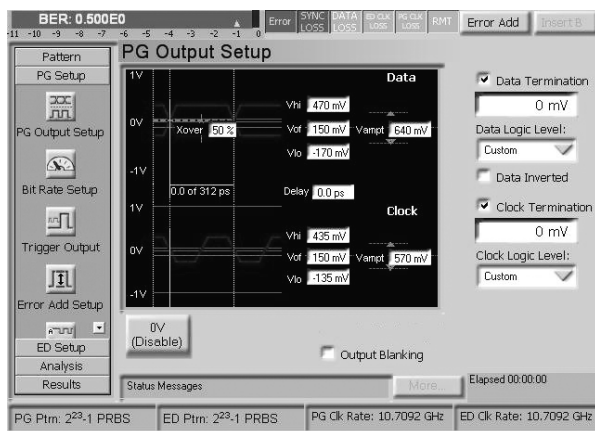 BER: 0.500E0
-11 -10 -9 -8 -7 -6 -5 -4 -3 -2 -1 0
Error
SYNC LOSS
DATA LOSS
ED CLK LOSS
PG CLK LOSS
RMT
Error Add
Insert B
Pattern
PG Setup
PG Output Setup
Bit Rate Setup
Trigger Output
Error Add Setup
ED Setup
Analysis
Results
PG Output Setup
1V
Data
Vhi 470 mV
0V
Xover 50 %
Vof 150 mV
Vampt 640 mV
Vlo -170 mV
-1V
0.0 of 312 ps
Delay 0.0 ps
1V
Clock
Vhi 435 mV
0V
Vof 150 mV
Vampt 570 mV
Vlo -135 mV
-1V
0V
(Disable)
Output Blanking
Data Termination
0 mV
Data Logic Level:
Custom
Data Inverted
Clock Termination
0 mV
Clock Logic Level:
Custom
Status Messages
More...
Elapsed 00:00:00
PG Ptrn: 2²³-1 PRBS
ED Ptrn: 2²³-1 PRBS
PG Clk Rate: 10.7092 GHz
ED Clk Rate: 10.7092 GHz